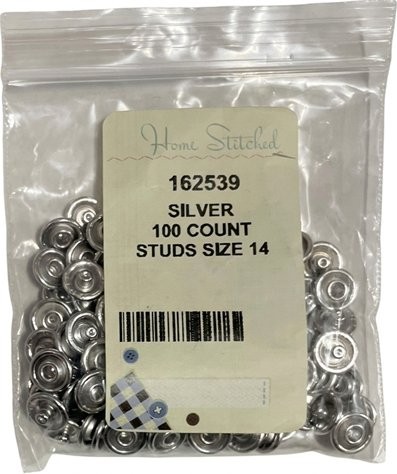 Home Stitched
162539
SILVER
100 COUNT
STUDS SIZE 14